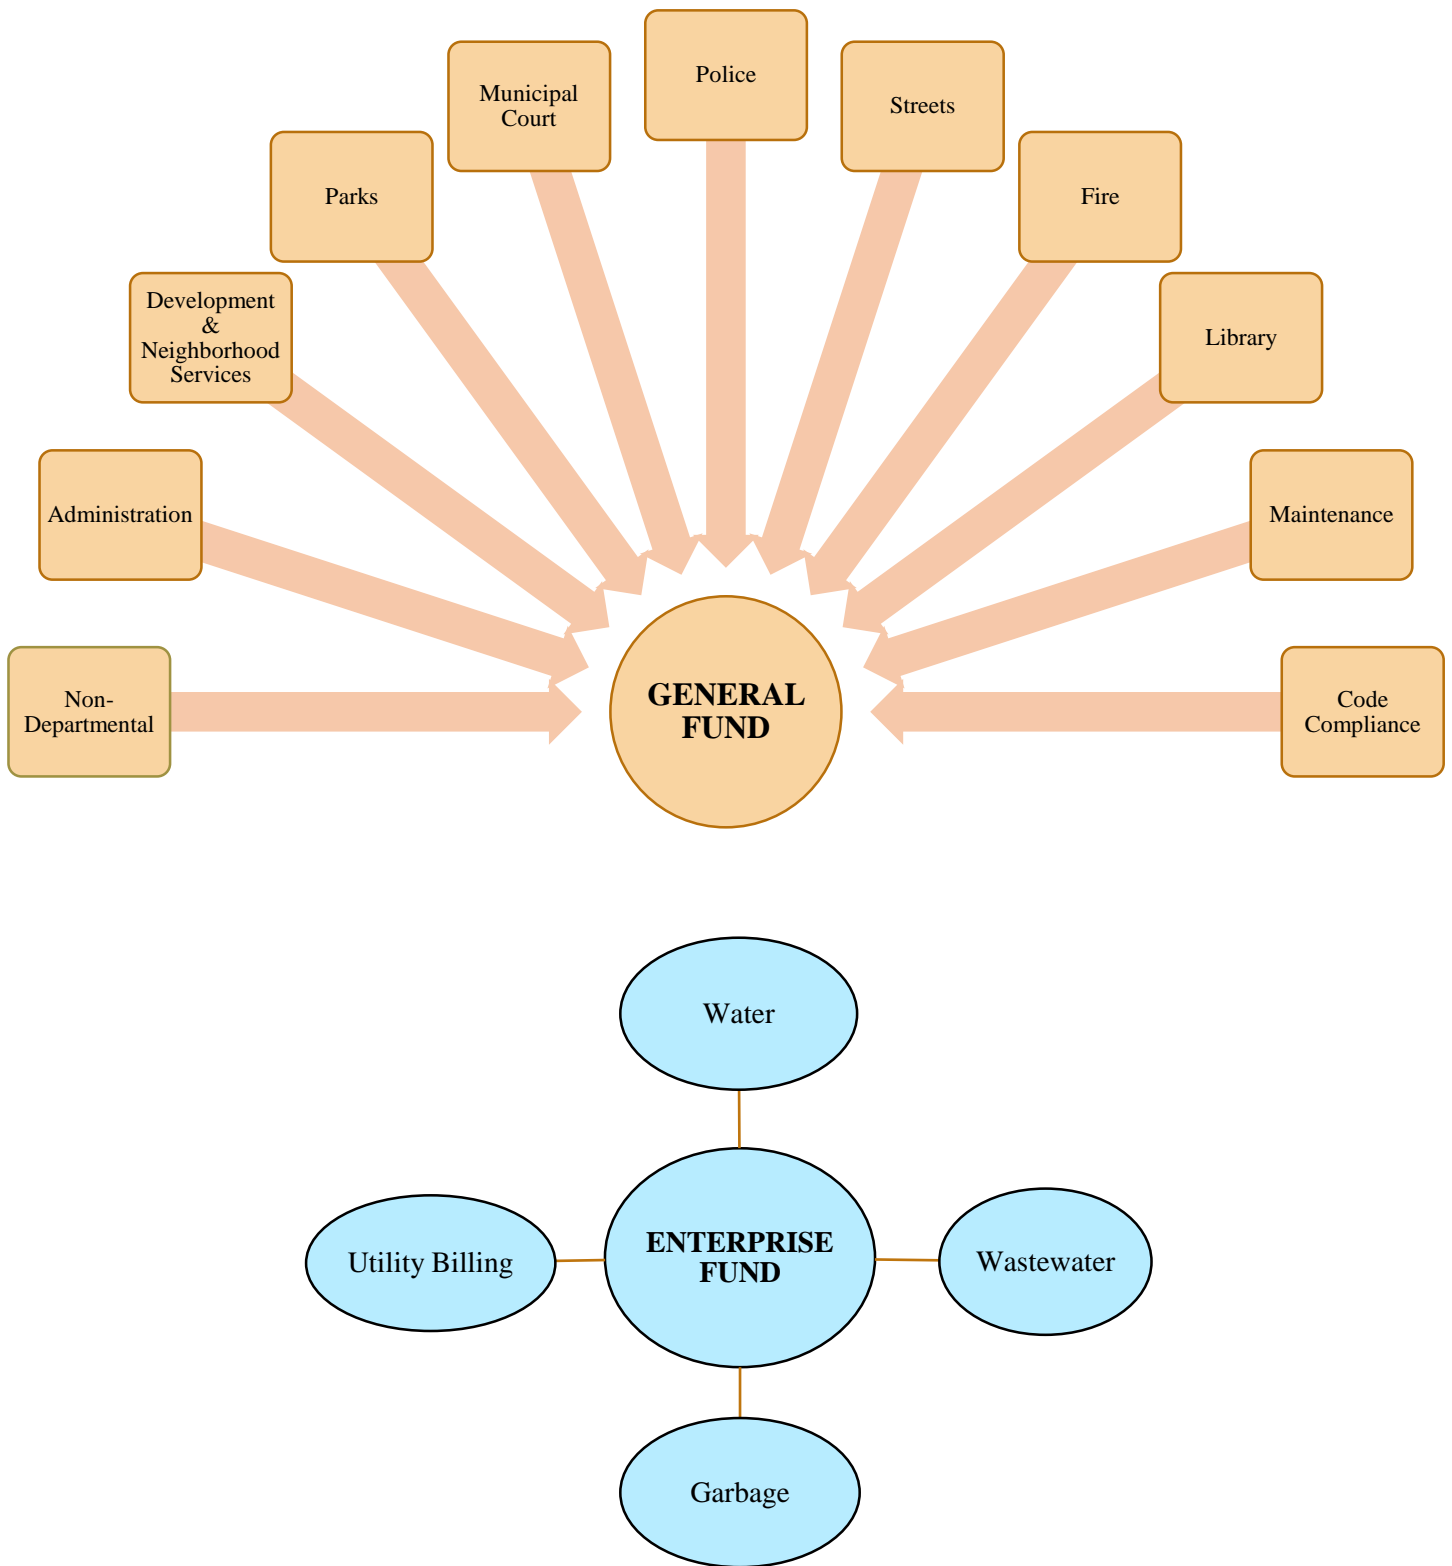 Police
Municipal
Court
Streets
Parks
Fire
Development
&
Neighborhood
Services
Library
Administration
Maintenance
Non-
Departmental
GENERAL
FUND
Code
Compliance
Water
Utility Billing
ENTERPRISE
FUND
Wastewater
Garbage